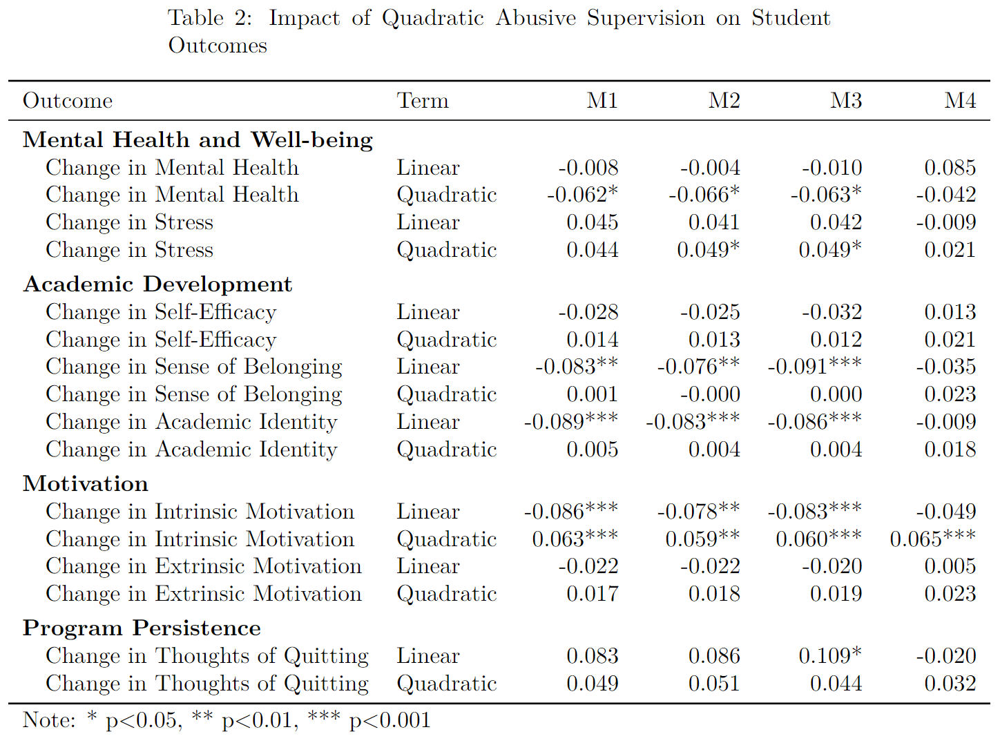 Table 2: Impact of Quadratic Abusive Supervision on Student
Outcomes
Outcome Term M1 M2 M3 M4
Mental Health and Well-being
Change in Mental Health Linear -0.008 -0.004 -0.010 0.085
Change in Mental Health Quadratic -0.062* -0.066* -0.063* -0.042
Change in Stress Linear 0.045 0.041 0.042 -0.009
Change in Stress Quadratic 0.044 0.049* 0.049* 0.021
Academic Development
Change in Self-Efficacy Linear -0.028 -0.025 -0.032 0.013
Change in Self-Efficacy Quadratic 0.014 0.013 0.012 0.021
Change in Sense of Belonging Linear -0.083** -0.076** -0.091*** -0.035
Change in Sense of Belonging Quadratic 0.001 -0.000 0.000 0.023
Change in Academic Identity Linear -0.089*** -0.083*** -0.086*** -0.009
Change in Academic Identity Quadratic 0.005 0.004 0.004 0.018
Motivation
Change in Intrinsic Motivation Linear -0.086*** -0.078** -0.083*** -0.049
Change in Intrinsic Motivation Quadratic 0.063*** 0.059** 0.060*** 0.065***
Change in Extrinsic Motivation Linear -0.022 -0.022 -0.020 0.005
Change in Extrinsic Motivation Quadratic 0.017 0.018 0.019 0.023
Program Persistence
Change in Thoughts of Quitting Linear 0.083 0.086 0.109* -0.020
Change in Thoughts of Quitting Quadratic 0.049 0.051 0.044 0.032
Note: * p<0.05, ** p<0.01, *** p<0.001